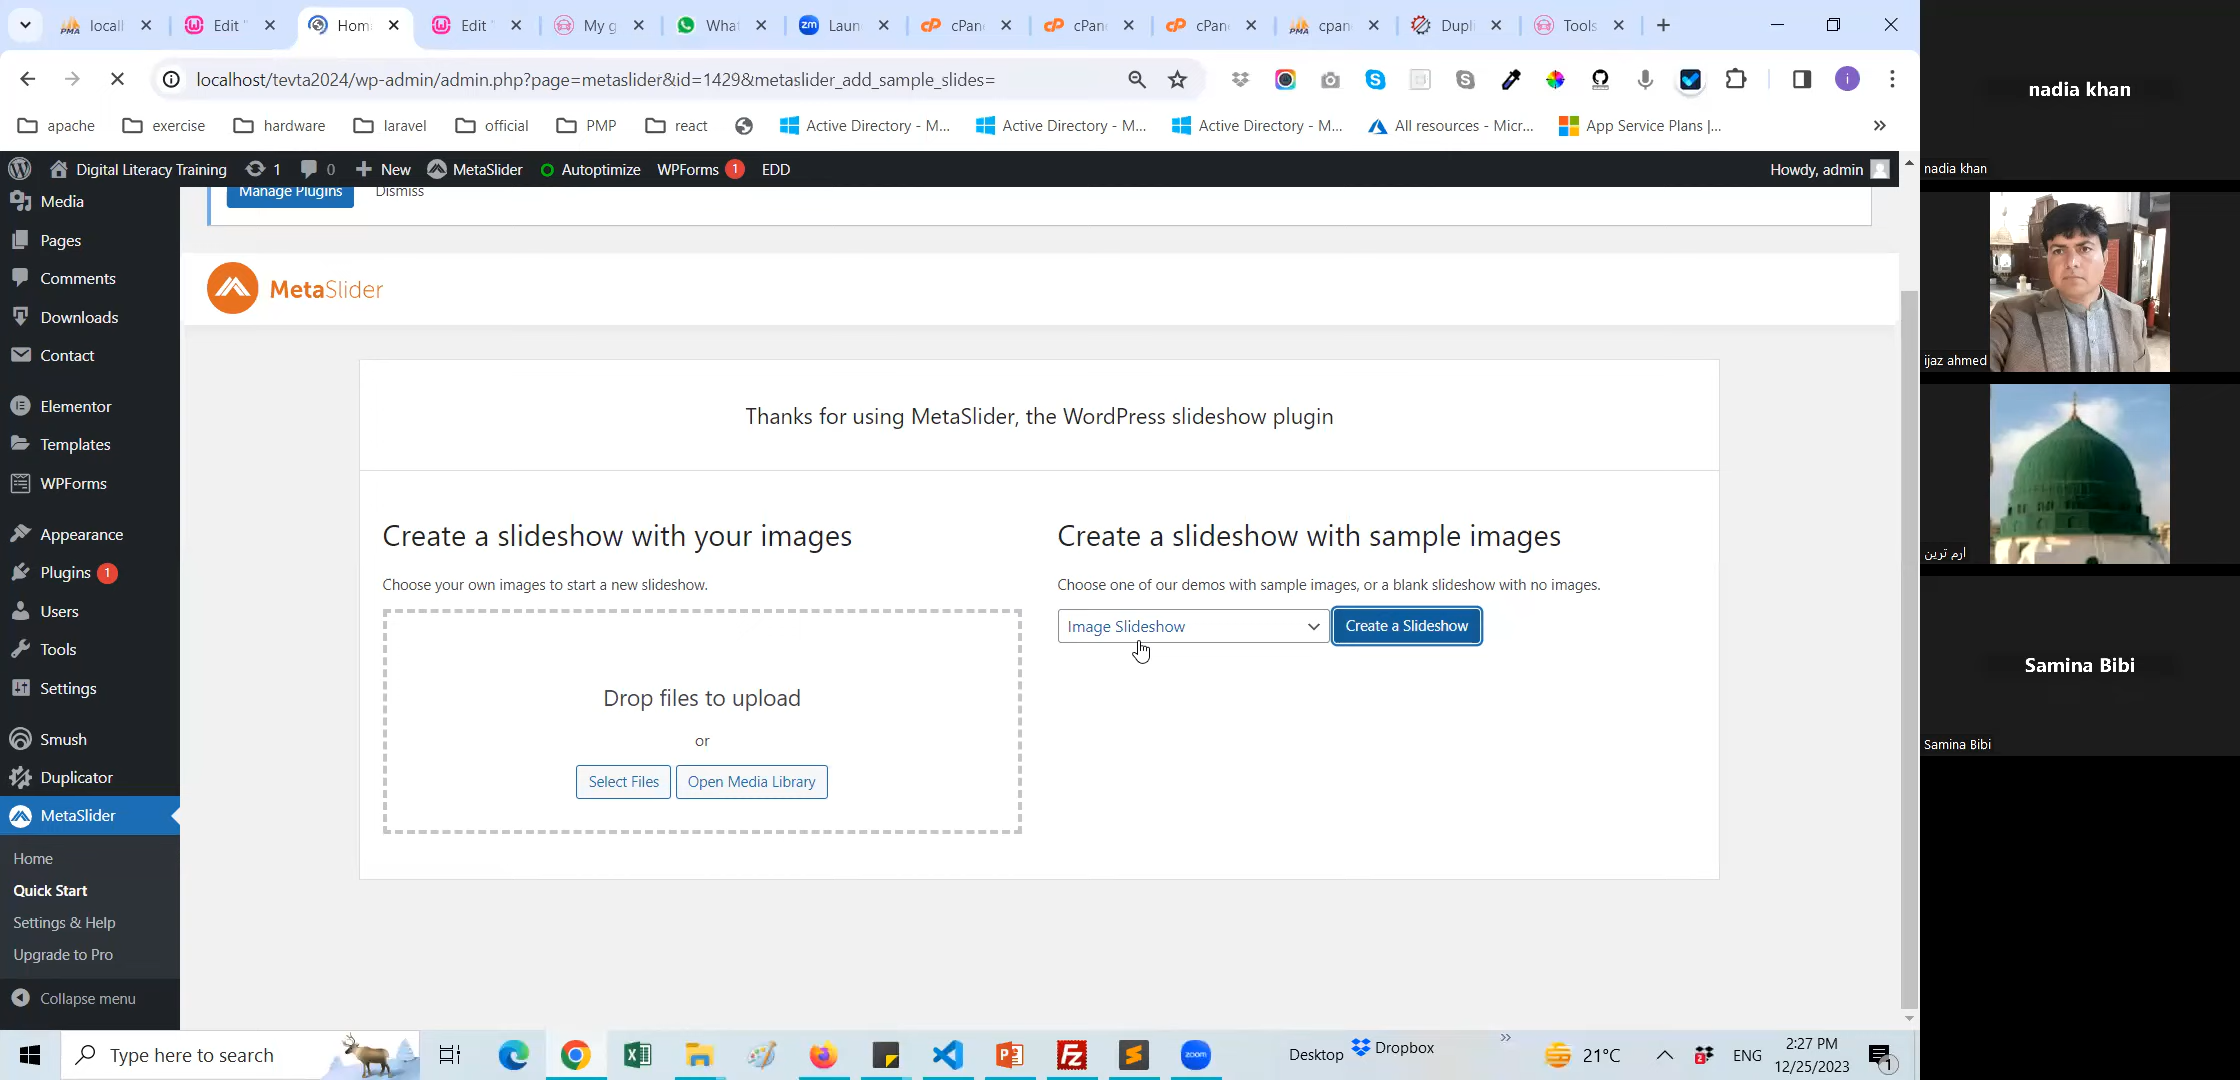 locall
Edit "
Hom
Edit '
My g
What
Laun
cPan
cPan
cPan
cpan
Dupli
Tools
localhost/tevta2024/wp-admin/admin.php?page=metaslider&id=1429&metaslider_add_sample_slides=
apache
exercise
hardware
laravel
official
PMP
react
Active Directory - M...
Active Directory - M...
Active Directory - M...
All resources - Micr...
App Service Plans |...
Digital Literacy Training
1
0
New
MetaSlider
Autoptimize
WPForms 1
EDD
Howdy, admin
Media
Pages
Comments
Downloads
Contact
Elementor
Templates
WPForms
Appearance
Plugins 1
Users
Tools
Settings
Smush
Duplicator
MetaSlider
Home
Quick Start
Settings & Help
Upgrade to Pro
Collapse menu
Manage Plugins
Dismiss
MetaSlider
Thanks for using MetaSlider, the WordPress slideshow plugin
Create a slideshow with your images
Choose your own images to start a new slideshow.
Drop files to upload
or
Select Files
Open Media Library
Create a slideshow with sample images
Choose one of our demos with sample images, or a blank slideshow with no images.
Image Slideshow
Create a Slideshow
nadia khan
nadia khan
ijaz ahmed
ارم ترین
Samina Bibi
Samina Bibi
Type here to search
Desktop
Dropbox
21°C
ENG
2:27 PM
12/25/2023
1